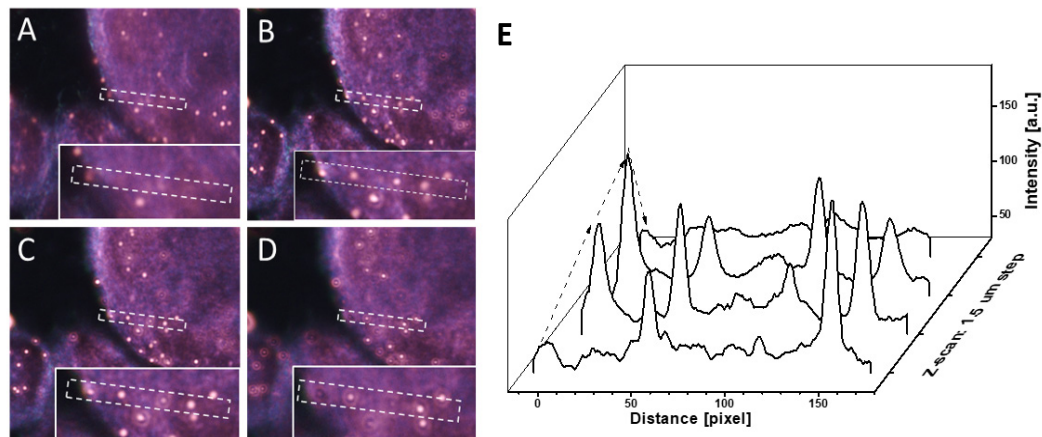 A
B
C
D
E
150
100
50
Intensity [a.u.]
Z-scan: 1.5 um step
0
50
100
150
Distance [pixel]